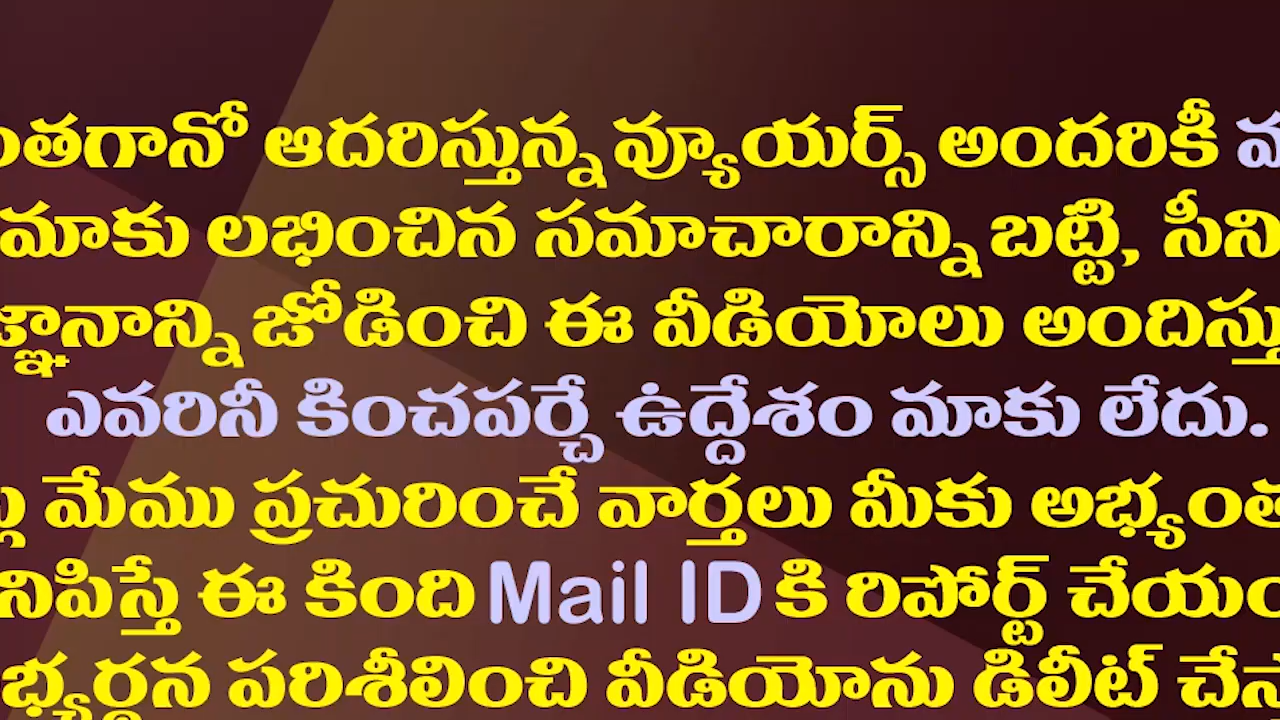 ంతగానో ఆదరిస్తున్న వ్యూయర్స్ అందరికీ
మాకు లభించిన సమాచారాన్ని బట్టి, సీని
జ్ఞానాన్ని జోడించి ఈ వీడియోలు అందిస్తు
ఎవరినీ కించపర్చే ఉద్దేశం మాకు లేదు.
మేము ప్రచురించే వార్తలు మీకు అభ్యంత
నిపిస్తే ఈ కింది Mail ID కి రిపోర్ట్ చేయం
భ్యర్థన పరిశీలించి వీడియోను డిలీట్ చేస